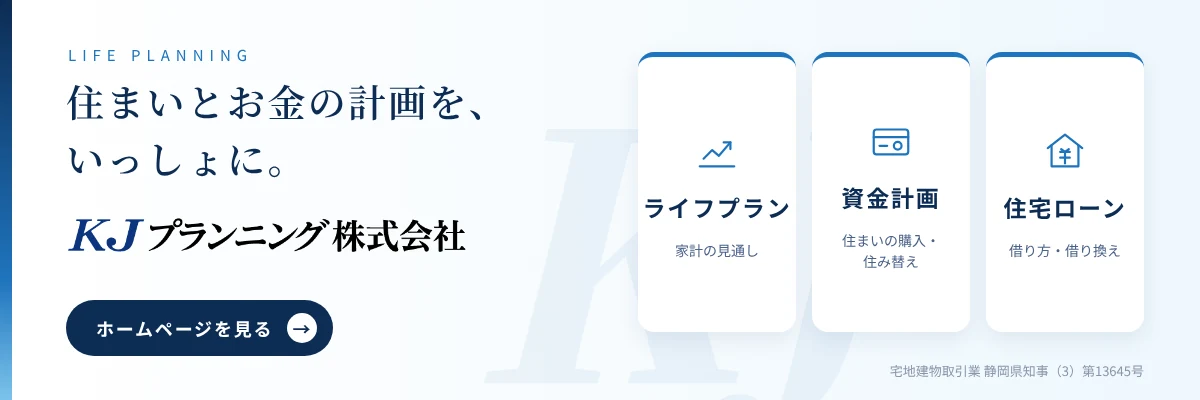 LIFE PLANNING
住まいとお金の計画を、
いっしょに。
KJプランニング株式会社
ホームページを見る
ライフプラン
家計の見通し
資金計画
住まいの購入・
住み替え
住宅ローン
借り方・借り換え
宅地建物取引業 静岡県知事（3）第13645号